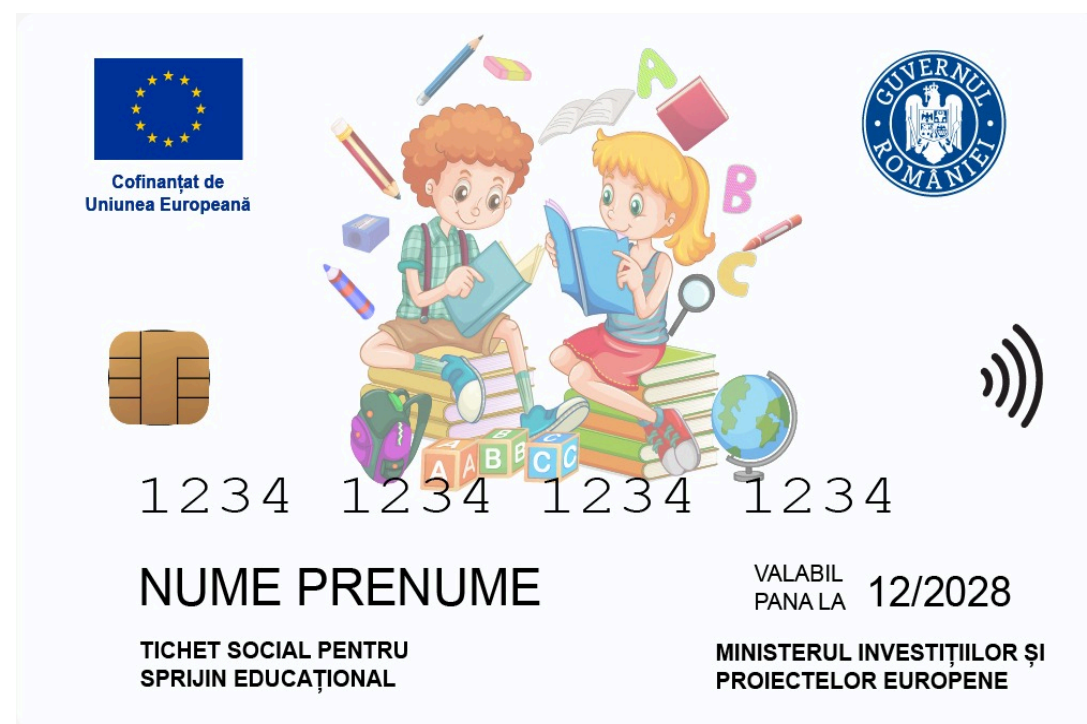 Cofinanțat de
Uniunea Europeană
GUVERNUL ROMÂNIEI
A
B
C
A A B B B C C C
1234 1234 1234 1234
NUME PRENUME
VALABIL
PANA LA 12/2028
TICHET SOCIAL PENTRU
SPRIJIN EDUCAȚIONAL
MINISTERUL INVESTIȚIILOR ȘI
PROIECTELOR EUROPENE